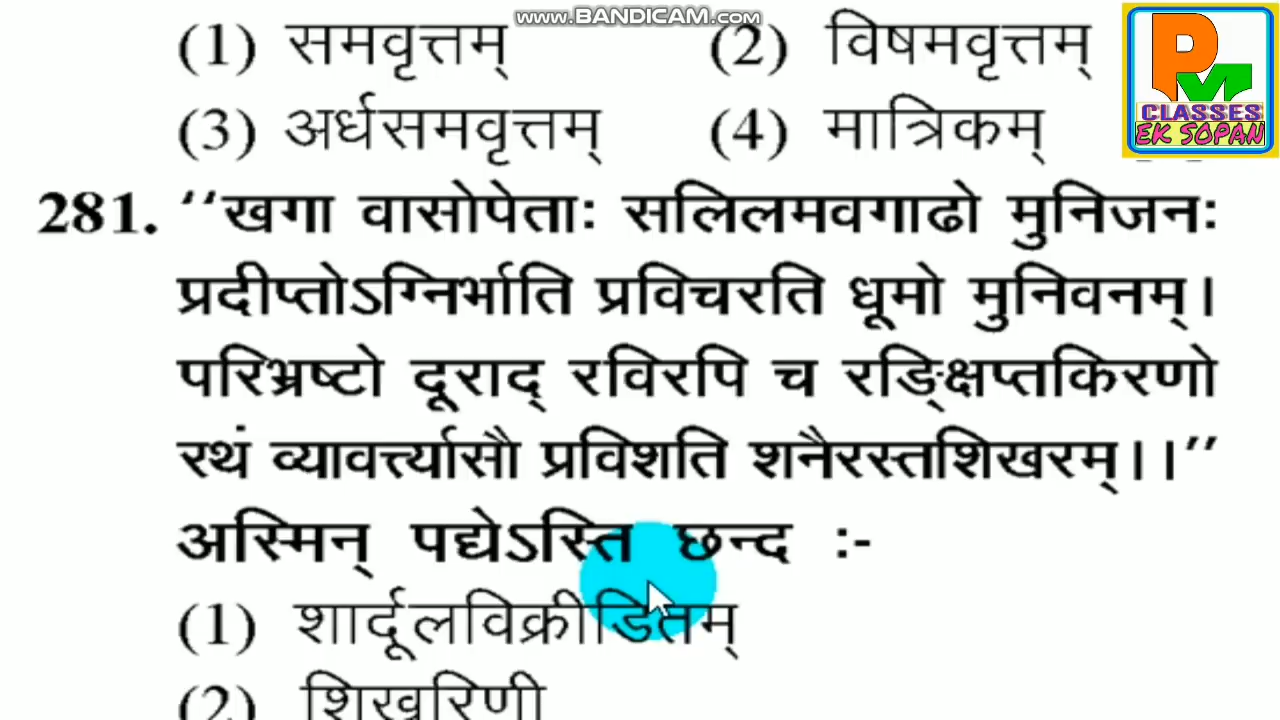 www.BANDICAM.com
(1) समवृत्तम् (2) विषमवृत्तम्
(3) अर्धसमवृत्तम् (4) मात्रिकम्
PM
CLASSES
EK SOPAN
281. ''खगा वासोपेताः सलिलमवगाढो मुनिजनः
प्रदीप्तोऽग्निर्भाति प्रविचरति धूमो मुनिवनम्।
परिभ्रष्टो दूराद् रविरपि च रङ्क्षिप्तकिरणो
रथं व्यावर्त्त्यासौ प्रविशति शनैरस्तशिखरम्।।''
अस्मिन् पद्येऽस्ति छन्द :-
(1) शार्दूलविक्रीडितम्
(2) शिखरिणी